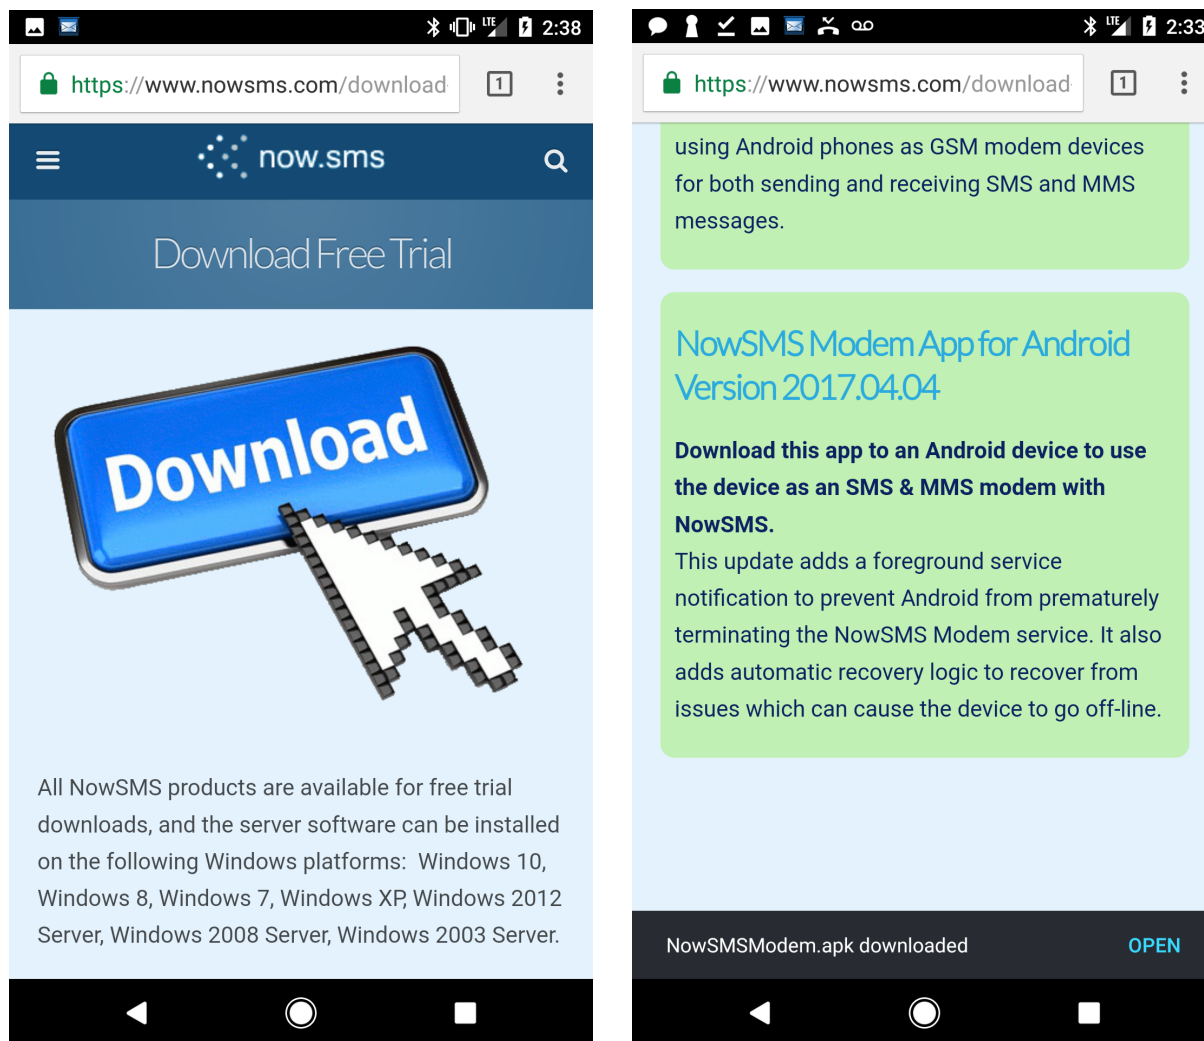 LTE 2:38
https://www.nowsms.com/download
1
now.sms
Download Free Trial
Download
All NowSMS products are available for free trial
downloads, and the server software can be installed
on the following Windows platforms:  Windows 10,
Windows 8, Windows 7, Windows XP, Windows 2012
Server, Windows 2008 Server, Windows 2003 Server.
LTE 2:33
https://www.nowsms.com/download
1
using Android phones as GSM modem devices
for both sending and receiving SMS and MMS
messages.
NowSMS Modem App for Android
Version 2017.04.04
Download this app to an Android device to use
the device as an SMS & MMS modem with
NowSMS.
This update adds a foreground service
notification to prevent Android from prematurely
terminating the NowSMS Modem service. It also
adds automatic recovery logic to recover from
issues which can cause the device to go off-line.
NowSMSModem.apk downloaded OPEN